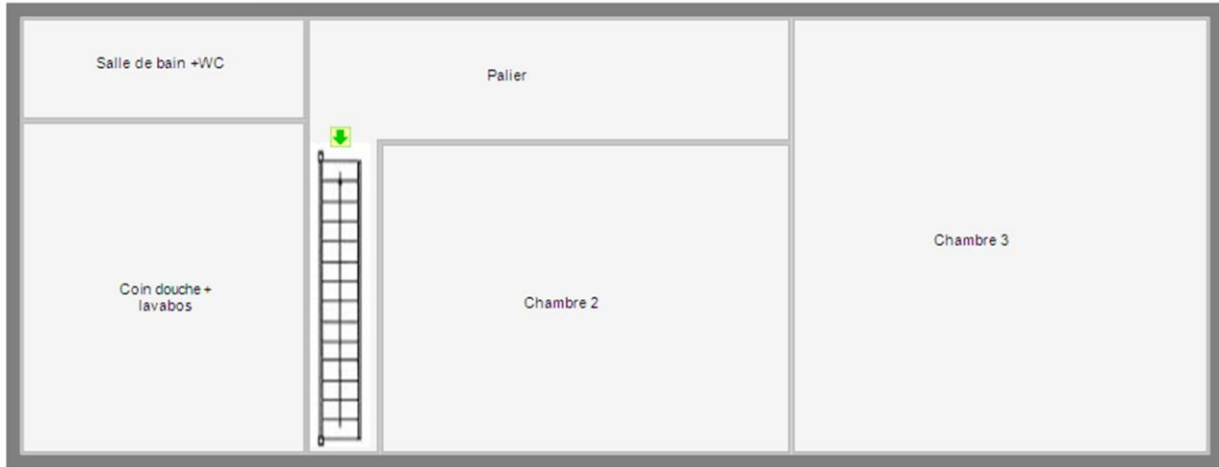 Salle de bain +WC
Palier
Chambre 3
Coin douche +
lavabos
Chambre 2